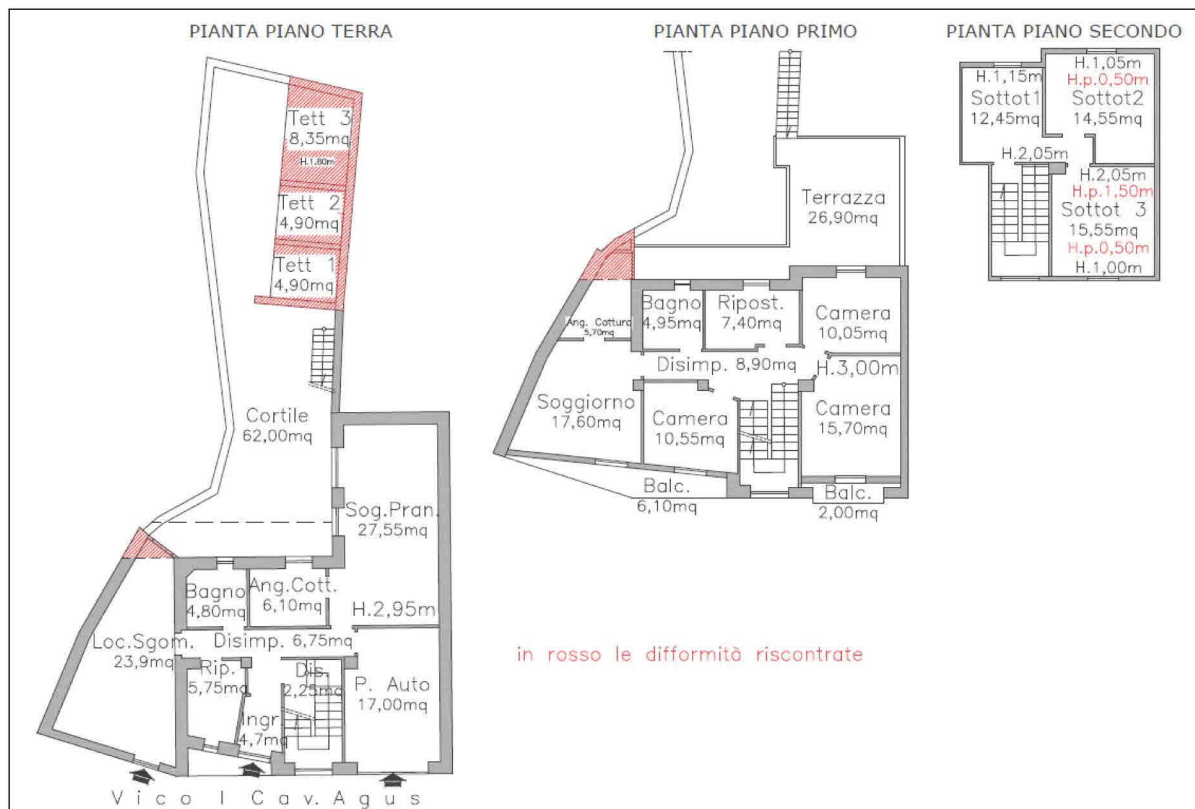 PIANTA PIANO TERRA
Tett 3
8,35mq
H.1,80m
Tett 2
4,90mq
Tett 1
4,90mq
Cortile
62,00mq
Sog.Pran.
27,55mq
Bagno
4,80mq
Ang.Cott.
6,10mq
H.2,95m
Loc.Sgom.
23,9mq
Disimp. 6,75mq
Rip.
5,75mq
Dis.
2,25mq
P. Auto
17,00mq
Ingr.
4,7mq
Vico I Cav. Agus
PIANTA PIANO PRIMO
Terrazza
26,90mq
Bagno
4,95mq
Ripost.
7,40mq
Camera
10,05mq
Ang. Cottura
5,70mq
Disimp. 8,90mq
H.3,00m
Soggiorno
17,60mq
Camera
10,55mq
Camera
15,70mq
Balc.
6,10mq
Balc.
2,00mq
PIANTA PIANO SECONDO
H.1,15m
Sottot1
12,45mq
H.1,05m
H.p.0,50m
Sottot2
14,55mq
H.2,05m
H.2,05m
H.p.1,50m
Sottot 3
15,55mq
H.p.0,50m
H.1,00m
in rosso le difformità riscontrate